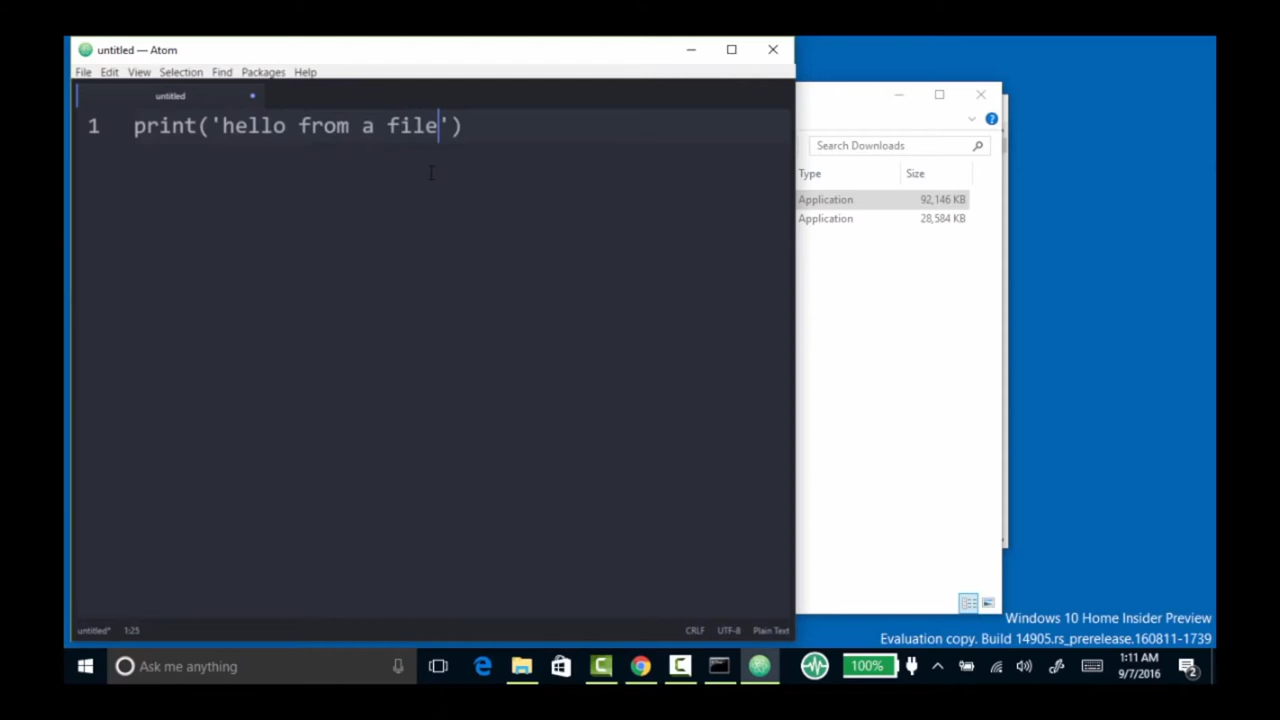 untitled — Atom
File Edit View Selection Find Packages Help
untitled
1 print('hello from a file')
Search Downloads
Type Size
Application 92,146 KB
Application 28,584 KB
untitled* 1:25 CRLF UTF-8 Plain Text
Windows 10 Home Insider Preview
Evaluation copy. Build 14905.rs_prerelease.160811-1739
Ask me anything
100%
1:11 AM
9/7/2016
2